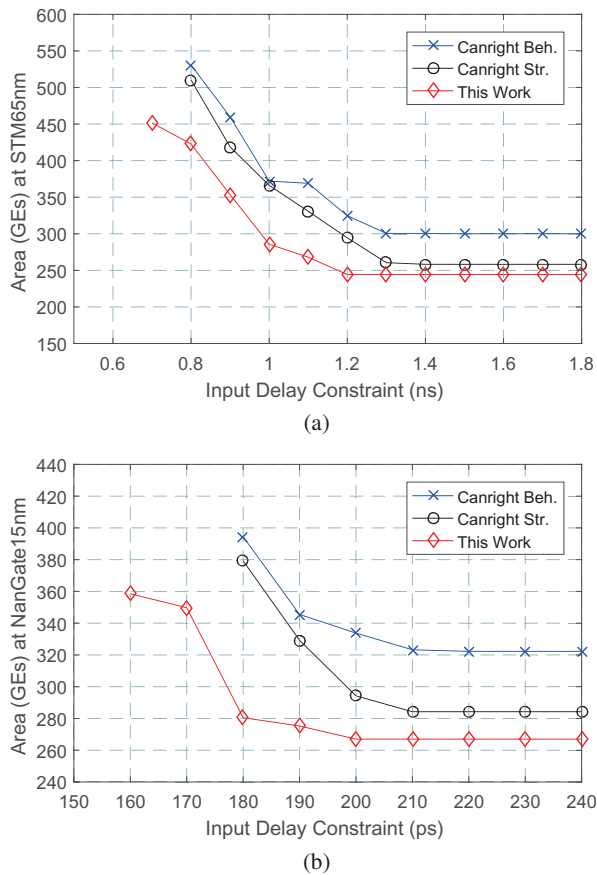 600
550
500
450
400
350
300
250
200
150
Area (GEs) at STM65nm
Canright Beh.
Canright Str.
This Work
0.6 0.8 1 1.2 1.4 1.6 1.8
Input Delay Constraint (ns)
(a)
440
420
400
380
360
340
320
300
280
260
240
Area (GEs) at NanGate15nm
Canright Beh.
Canright Str.
This Work
150 160 170 180 190 200 210 220 230 240
Input Delay Constraint (ps)
(b)